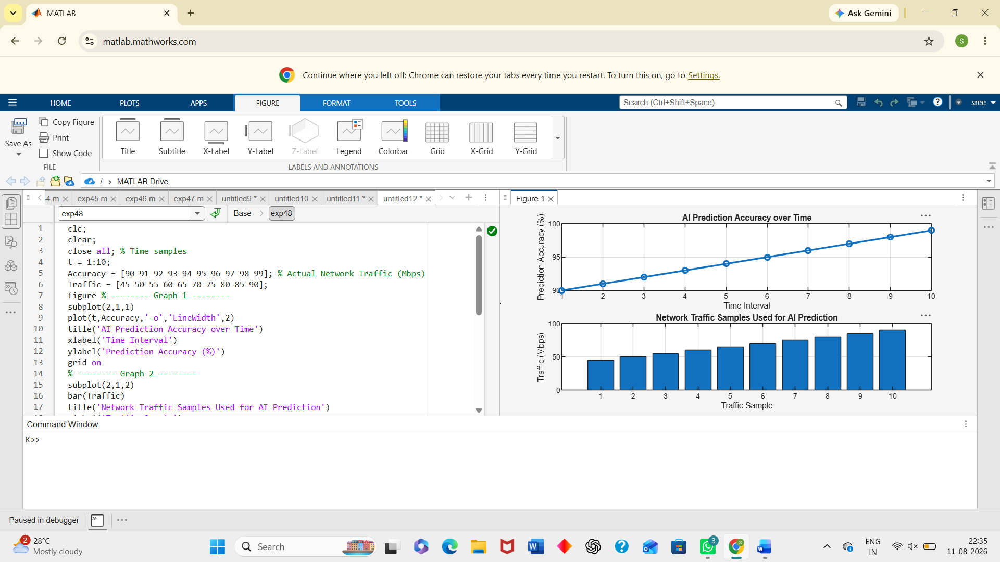 MATLAB
Ask Gemini
matlab.mathworks.com
S
Continue where you left off: Chrome can restore your tabs every time you restart. To turn this on, go to Settings.
HOME
PLOTS
APPS
FIGURE
FORMAT
TOOLS
Search (Ctrl+Shift+Space)
sree
Save As
Copy Figure
Print
Show Code
FILE
Title
Subtitle
X-Label
Y-Label
Z-Label
Legend
Colorbar
Grid
X-Grid
Y-Grid
LABELS AND ANNOTATIONS
/ > MATLAB Drive
44.m
exp45.m
exp46.m
exp47.m
untitled9 *
untitled10
untitled11 *
untitled12 *
exp48
Base > exp48
1 clc;
2 clear;
3 close all; % Time samples
4 t = 1:10;
5 Accuracy = [90 91 92 93 94 95 96 97 98 99]; % Actual Network Traffic (Mbps)
6 Traffic = [45 50 55 60 65 70 75 80 85 90];
7 figure % -------- Graph 1 --------
8 subplot(2,1,1)
9 plot(t,Accuracy,'-o','LineWidth',2)
10 title('AI Prediction Accuracy over Time')
11 xlabel('Time Interval')
12 ylabel('Prediction Accuracy (%)')
13 grid on
14 % -------- Graph 2 --------
15 subplot(2,1,2)
16 bar(Traffic)
17 title('Network Traffic Samples Used for AI Prediction')
Figure 1
AI Prediction Accuracy over Time
Prediction Accuracy (%)
100
95
90
1 2 3 4 5 6 7 8 9 10
Time Interval
Network Traffic Samples Used for AI Prediction
Traffic (Mbps)
100
50
0
1 2 3 4 5 6 7 8 9 10
Traffic Sample
Command Window
K>>
Paused in debugger
2
28°C
Mostly cloudy
Search
3
ENG
IN
22:35
11-08-2026